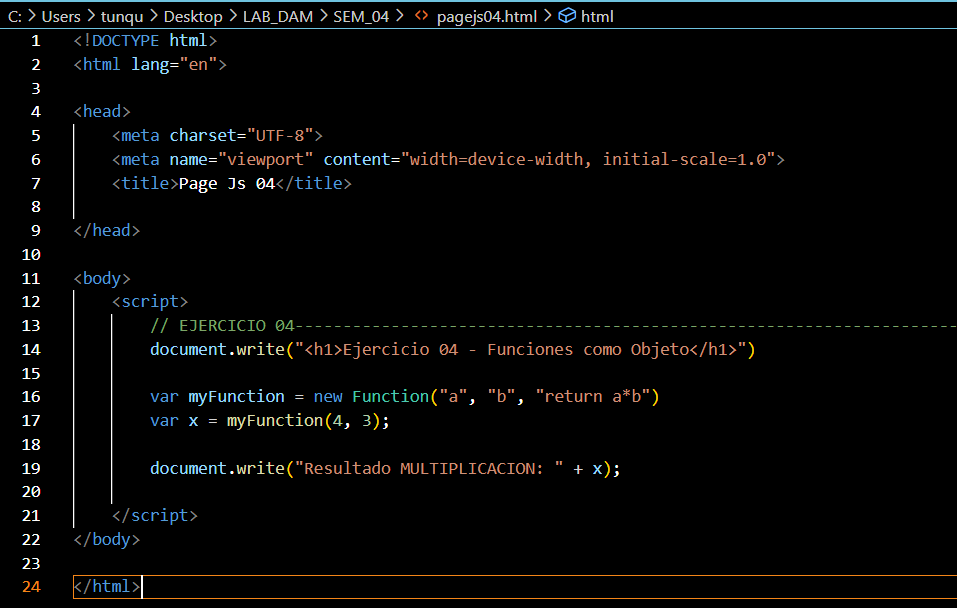 C: > Users > tunqu > Desktop > LAB_DAM > SEM_04 > <> pagejs04.html > html
1 <!DOCTYPE html>
2 <html lang="en">
3
4 <head>
5     <meta charset="UTF-8">
6     <meta name="viewport" content="width=device-width, initial-scale=1.0">
7     <title>Page Js 04</title>
8
9 </head>
10
11 <body>
12     <script>
13         // EJERCICIO 04---------------------------------------------------------------------
14         document.write("<h1>Ejercicio 04 - Funciones como Objeto</h1>")
15
16         var myFunction = new Function("a", "b", "return a*b")
17         var x = myFunction(4, 3);
18
19         document.write("Resultado MULTIPLICACION: " + x);
20
21     </script>
22 </body>
23
24 </html>